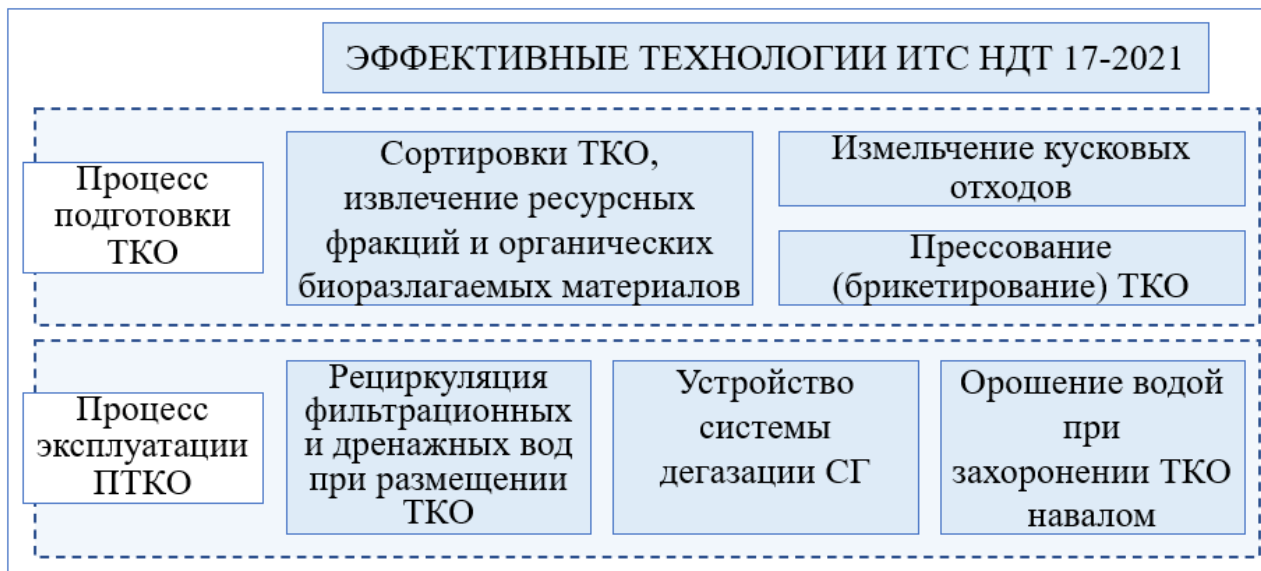 ЭФФЕКТИВНЫЕ ТЕХНОЛОГИИ ИТС НДТ 17-2021
Процесс
подготовки
ТКО
Сортировки ТКО,
извлечение ресурсных
фракций и органических
биоразлагаемых материалов
Измельчение кусковых
отходов
Прессование
(брикетирование) ТКО
Процесс
эксплуатации
ПТКО
Рециркуляция
фильтрационных
и дренажных вод
при размещении
ТКО
Устройство
системы
дегазации СГ
Орошение водой
при
захоронении ТКО
навалом